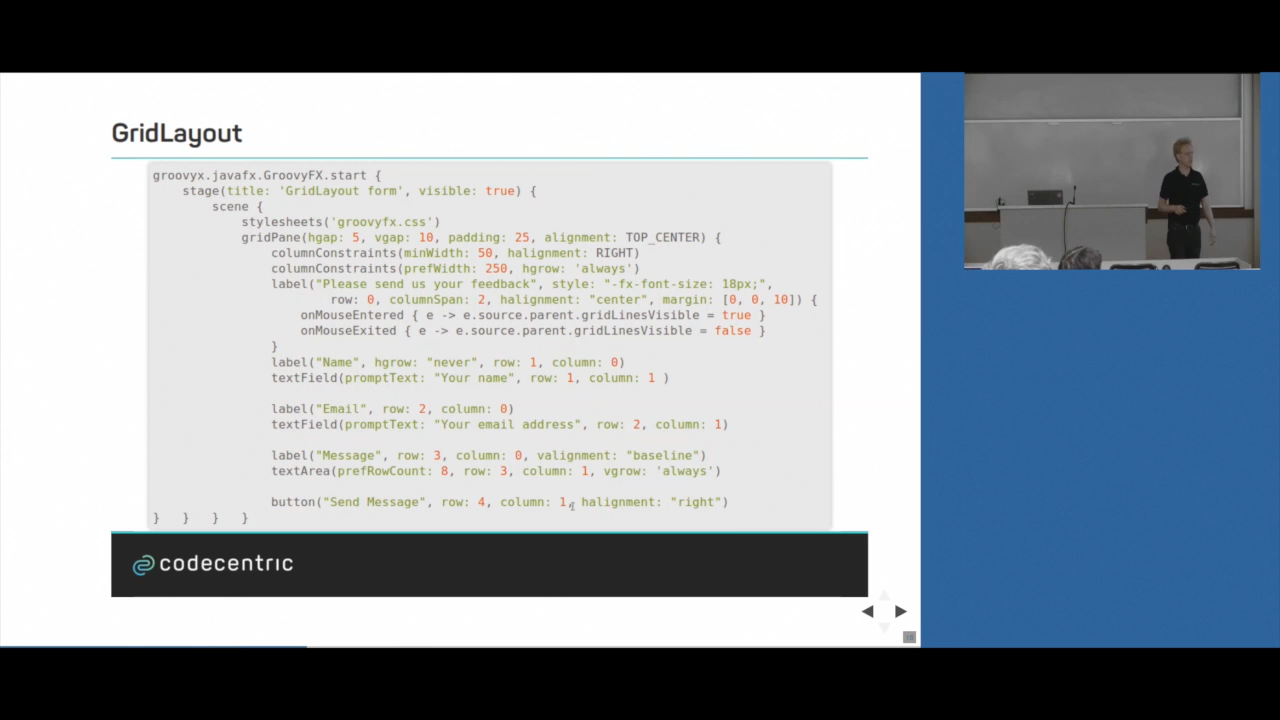 GridLayout
groovyx.javafx.GroovyFX.start {
stage(title: 'GridLayout form', visible: true) {
scene {
stylesheets('groovyfx.css')
gridPane(hgap: 5, vgap: 10, padding: 25, alignment: TOP_CENTER) {
columnConstraints(minWidth: 50, halignment: RIGHT)
columnConstraints(prefWidth: 250, hgrow: 'always')
label("Please send us your feedback", style: "-fx-font-size: 18px;",
row: 0, columnSpan: 2, halignment: "center", margin: [0, 0, 10]) {
onMouseEntered { e -> e.source.parent.gridLinesVisible = true }
onMouseExited { e -> e.source.parent.gridLinesVisible = false }
}
label("Name", hgrow: "never", row: 1, column: 0)
textField(promptText: "Your name", row: 1, column: 1 )
label("Email", row: 2, column: 0)
textField(promptText: "Your email address", row: 2, column: 1)
label("Message", row: 3, column: 0, valignment: "baseline")
textArea(prefRowCount: 8, row: 3, column: 1, vgrow: 'always')
button("Send Message", row: 4, column: 1, halignment: "right")
} } } }
codecentric